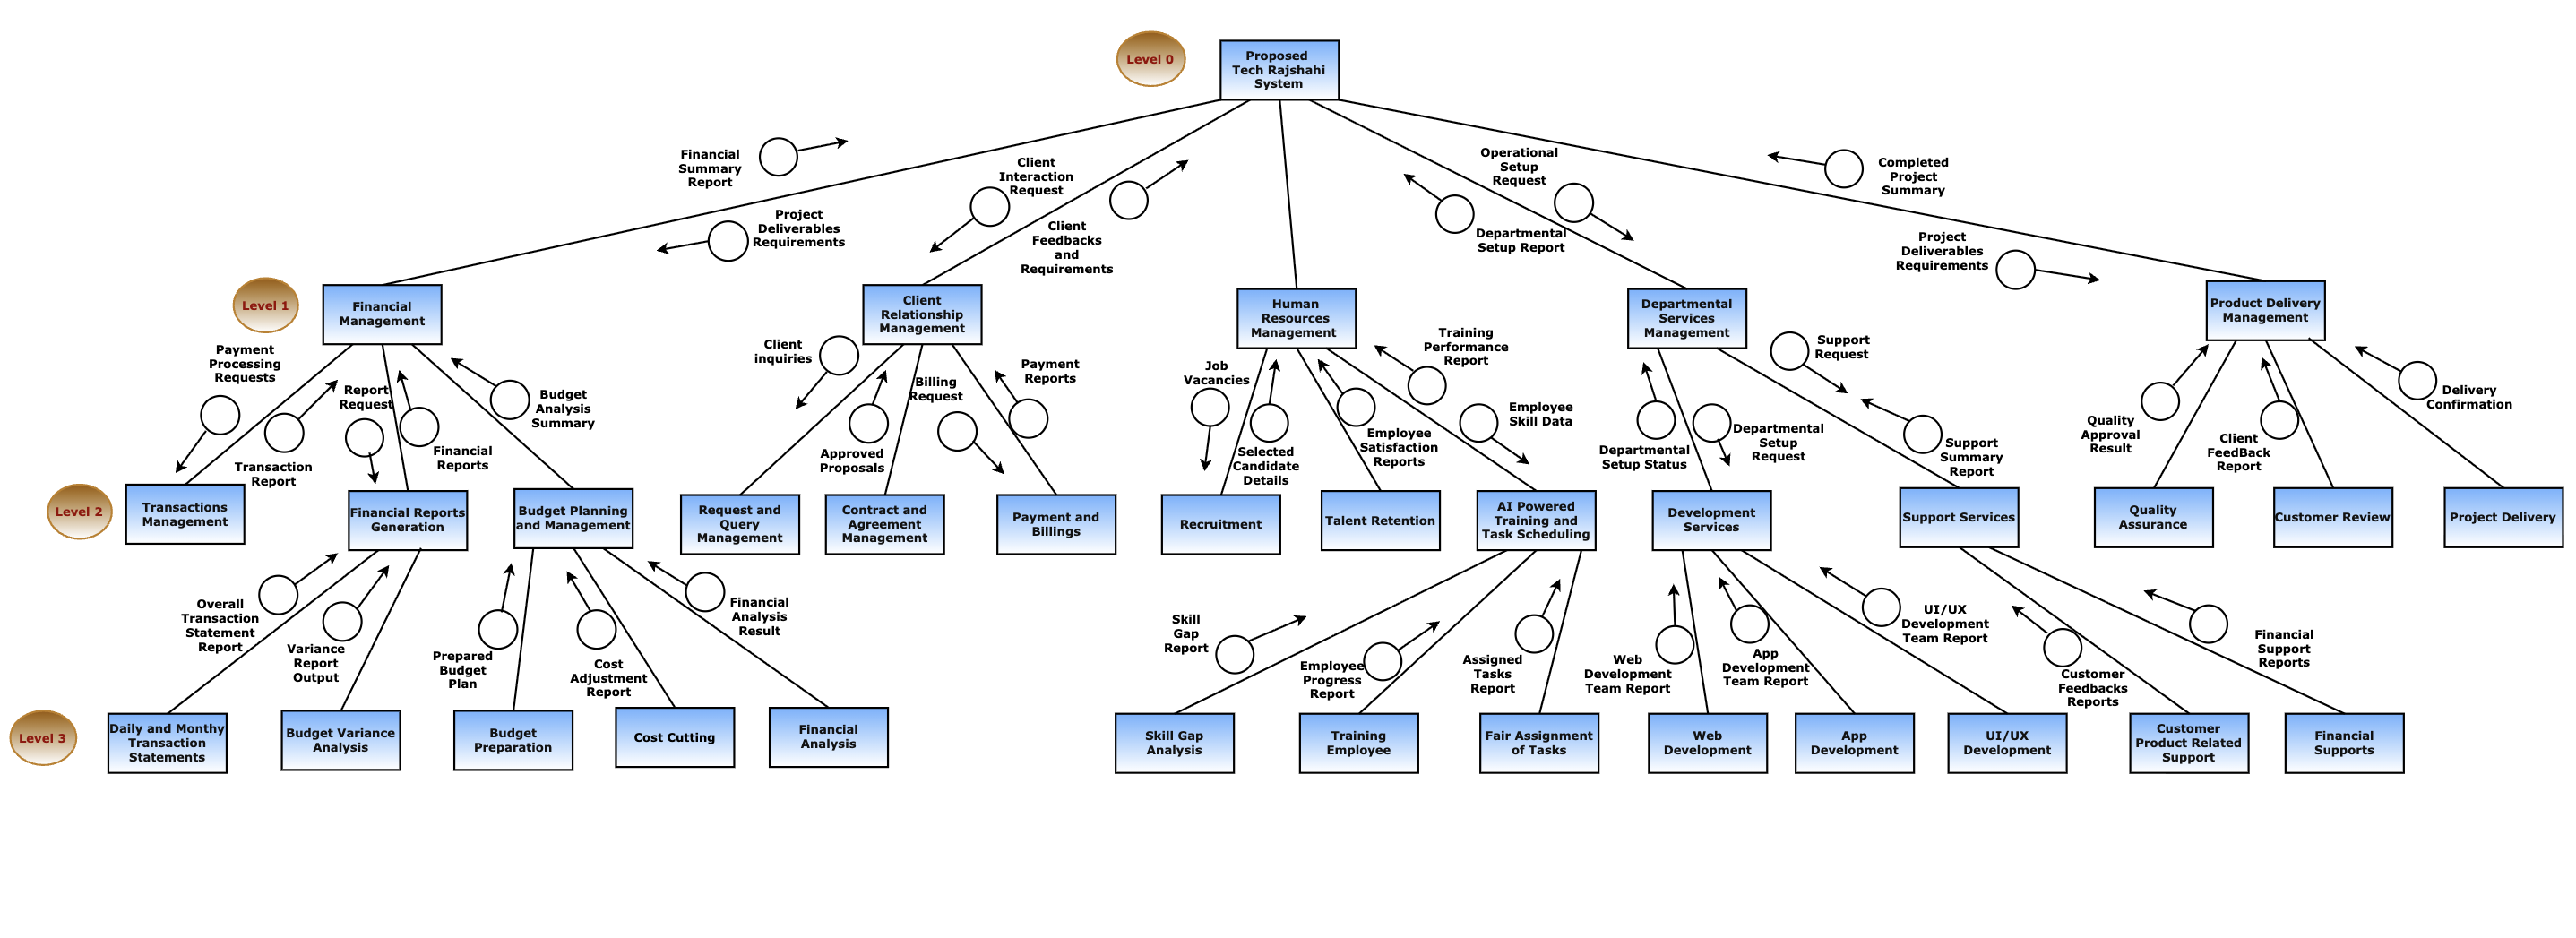 Level 0
Proposed
Tech Rajshahi
System
Financial
Summary
Report
Project
Deliverables
Requirements
Client
Interaction
Request
Client
Feedbacks
and
Requirements
Operational
Setup
Request
Departmental
Setup Report
Completed
Project
Summary
Project
Deliverables
Requirements
Level 1
Financial
Management
Client
Relationship
Management
Human
Resources
Management
Departmental
Services
Management
Product Delivery
Management
Payment
Processing
Requests
Transaction
Report
Report
Request
Financial
Reports
Budget
Analysis
Summary
Client
inquiries
Approved
Proposals
Billing
Request
Payment
Reports
Job
Vacancies
Selected
Candidate
Details
Employee
Satisfaction
Reports
Training
Performance
Report
Employee
Skill Data
Departmental
Setup Status
Departmental
Setup
Request
Support
Request
Support
Summary
Report
Quality
Approval
Result
Client
FeedBack
Report
Delivery
Confirmation
Level 2
Transactions
Management
Financial Reports
Generation
Budget Planning
and Management
Request and
Query
Management
Contract and
Agreement
Management
Payment and
Billings
Recruitment
Talent Retention
AI Powered
Training and
Task Scheduling
Development
Services
Support Services
Quality
Assurance
Customer Review
Project Delivery
Overall
Transaction
Statement
Report
Variance
Report
Output
Prepared
Budget
Plan
Cost
Adjustment
Report
Financial
Analysis
Result
Skill
Gap
Report
Employee
Progress
Report
Assigned
Tasks
Report
Web
Development
Team Report
App
Development
Team Report
UI/UX
Development
Team Report
Customer
Feedbacks
Reports
Financial
Support
Reports
Level 3
Daily and Monthy
Transaction
Statements
Budget Variance
Analysis
Budget
Preparation
Cost Cutting
Financial
Analysis
Skill Gap
Analysis
Training
Employee
Fair Assignment
of Tasks
Web
Development
App
Development
UI/UX
Development
Customer
Product Related
Support
Financial
Supports